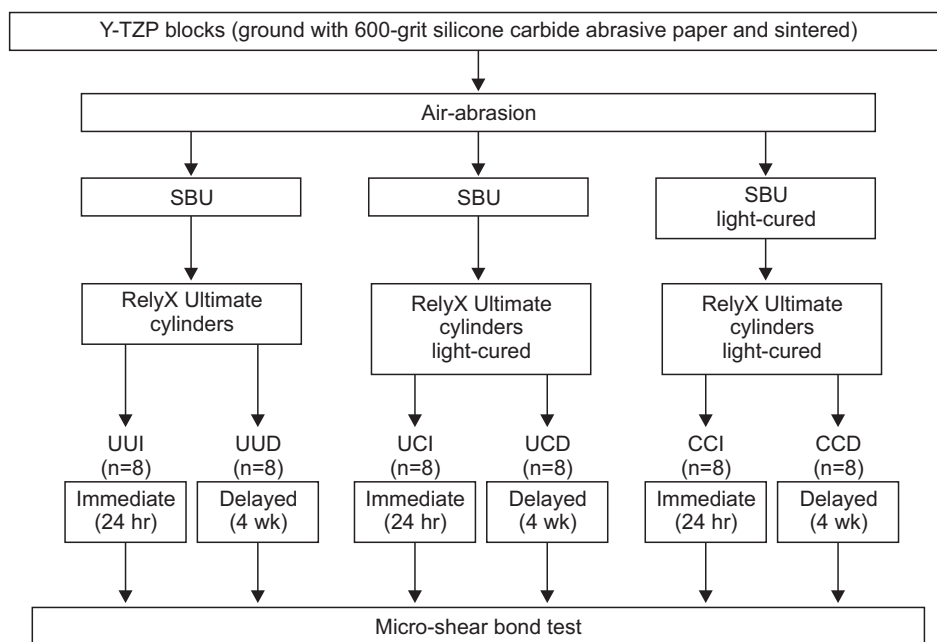 Y-TZP blocks (ground with 600-grit silicone carbide abrasive paper and sintered)
Air-abrasion
SBU
SBU
SBU
light-cured
RelyX Ultimate
cylinders
RelyX Ultimate
cylinders
light-cured
RelyX Ultimate
cylinders
light-cured
UUI
(n=8)
UUD
(n=8)
UCI
(n=8)
UCD
(n=8)
CCI
(n=8)
CCD
(n=8)
Immediate
(24 hr)
Delayed
(4 wk)
Immediate
(24 hr)
Delayed
(4 wk)
Immediate
(24 hr)
Delayed
(4 wk)
Micro-shear bond test